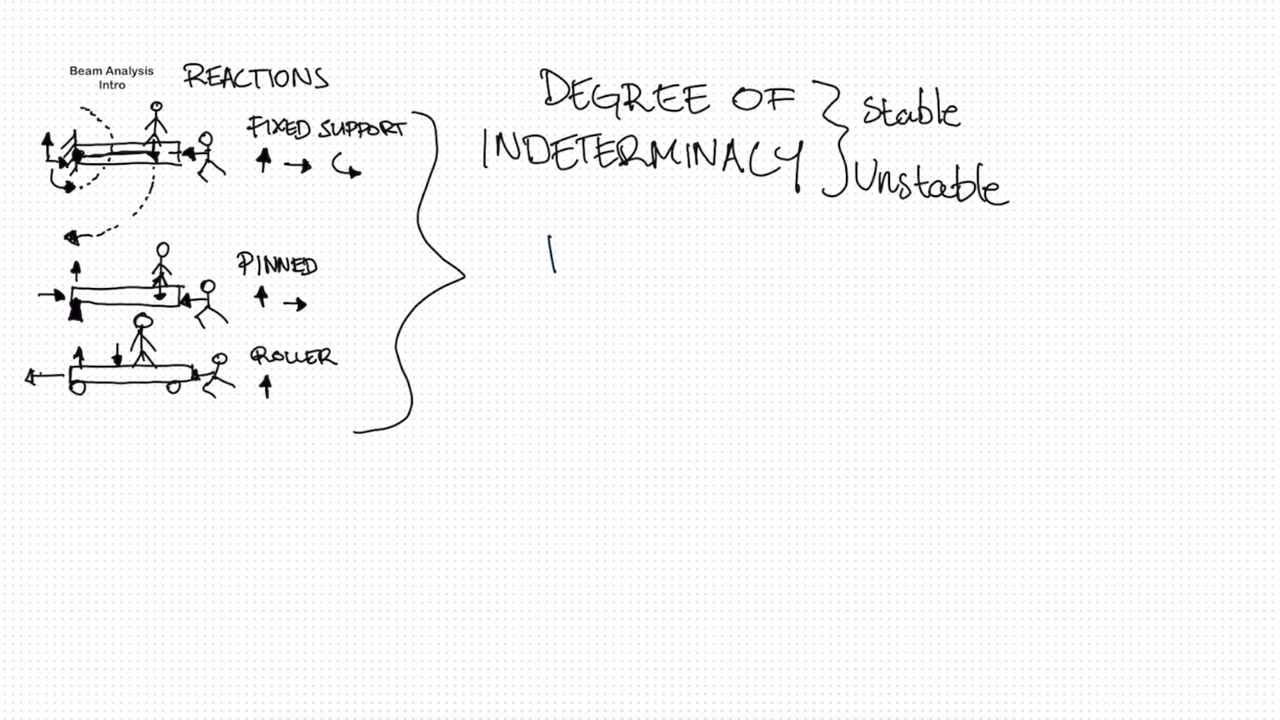 Beam Analysis
Intro
REACTIONS
FIXED SUPPORT
PINNED
ROLLER
DEGREE OF
INDETERMINACY
Stable
Unstable